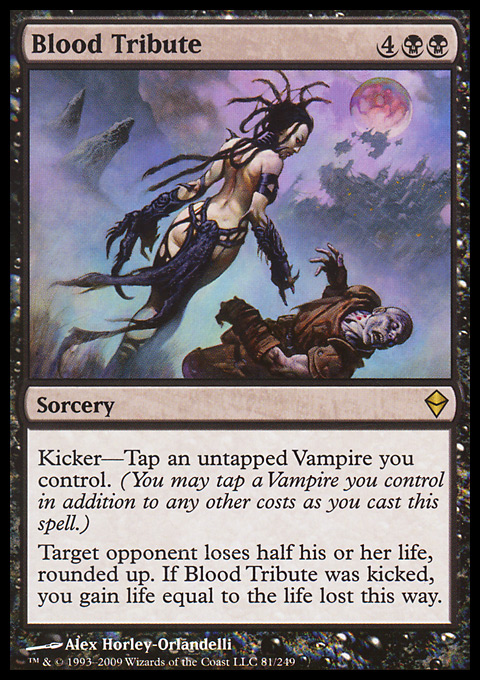 Blood Tribute 4
Sorcery
Kicker—Tap an untapped Vampire you
control. (You may tap a Vampire you control
in addition to any other costs as you cast this
spell.)
Target opponent loses half his or her life,
rounded up. If Blood Tribute was kicked,
you gain life equal to the life lost this way.
Alex Horley-Orlandelli
™ & © 1993–2009 Wizards of the Coast LLC 81/249